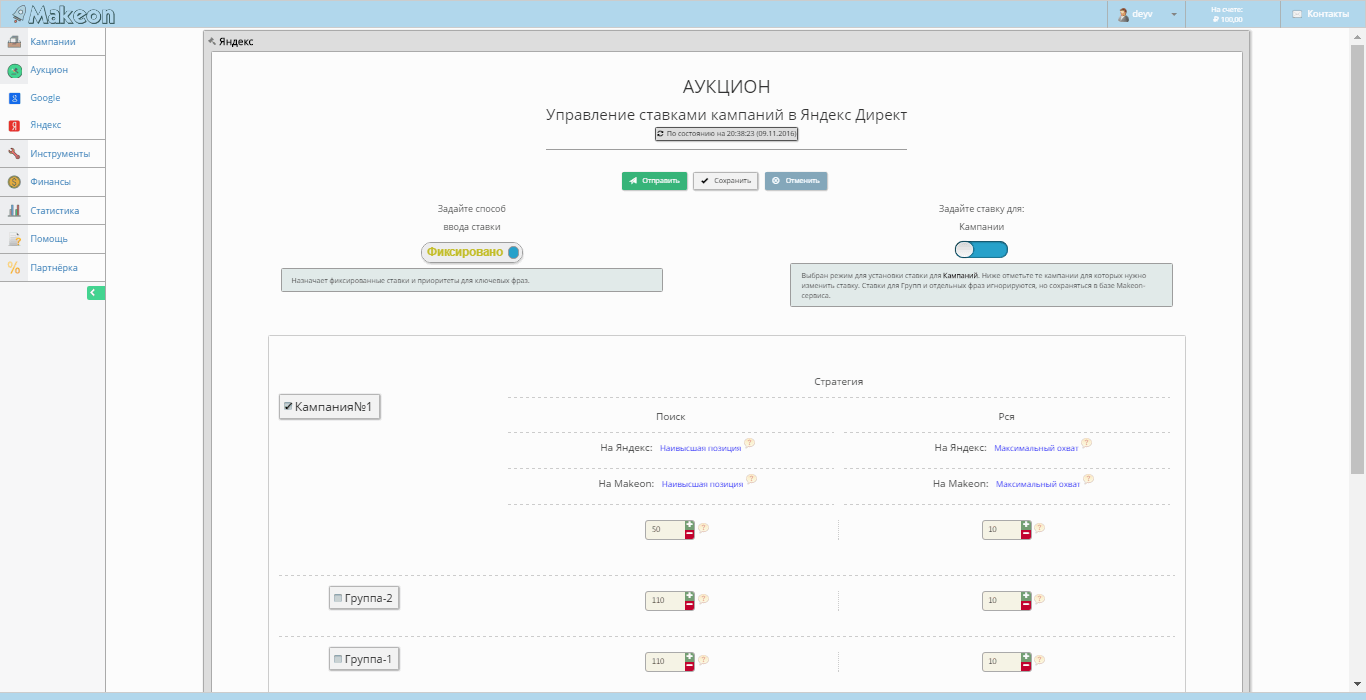 Makeon
deyv
На счете:
₽ 100,00
Контакты
Кампании
Аукцион
Google
Яндекс
Инструменты
Финансы
Статистика
Помощь
Партнёрка
Яндекс
АУКЦИОН
Управление ставками кампаний в Яндекс Директ
По состоянию на 20:38:23 (09.11.2016)
Отправить
Сохранить
Отменить
Задайте способ
ввода ставки
Фиксировано
Назначает фиксированные ставки и приоритеты для ключевых фраз.
Задайте ставку для:
Кампании
Выбран режим для установки ставки для Кампаний. Ниже отметьте те кампании для которых нужно
изменить ставку. Ставки для Групп и отдельных фраз игнорируются, но сохраняться в базе Makeon-
сервиса.
Кампания№1
Стратегия
Поиск
Рся
На Яндекс: Наивысшая позиция ?
На Яндекс: Максимальный охват ?
На Makeon: Наивысшая позиция ?
На Makeon: Максимальный охват ?
50 ?
10 ?
Группа-2
110 ?
10 ?
Группа-1
110 ?
10 ?